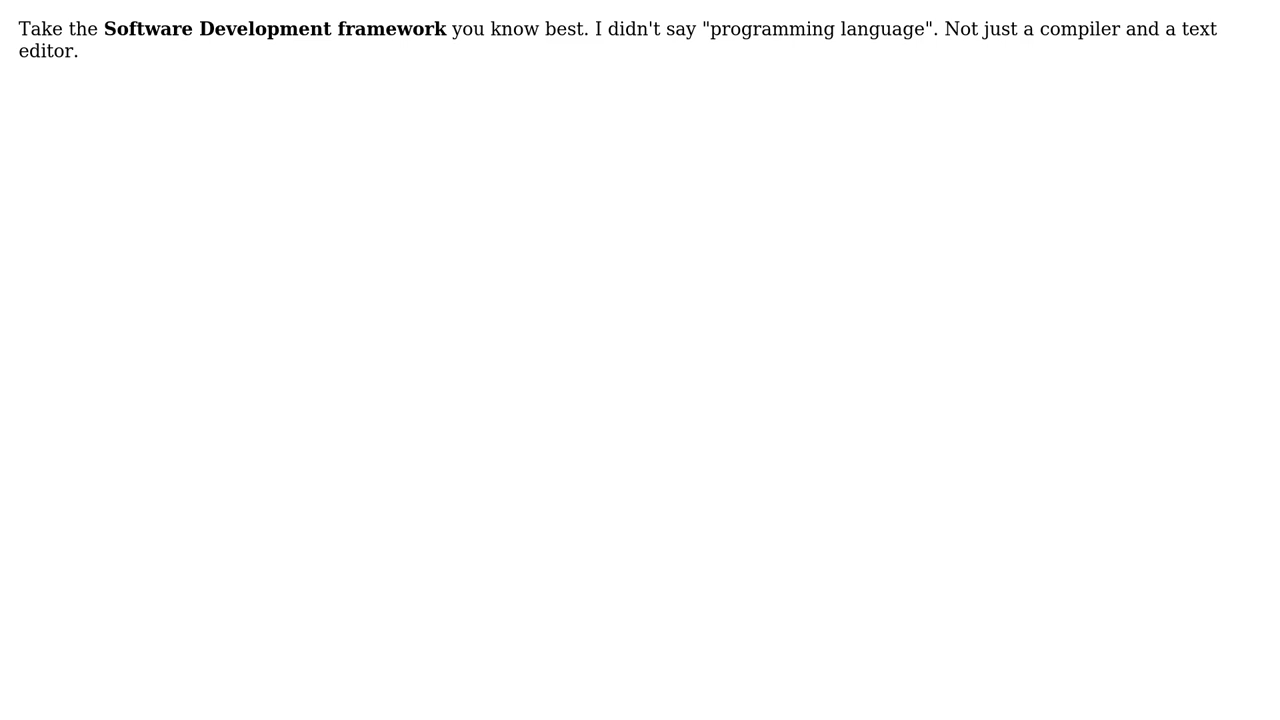 Take the Software Development framework you know best. I didn't say "programming language". Not just a compiler and a text
editor.